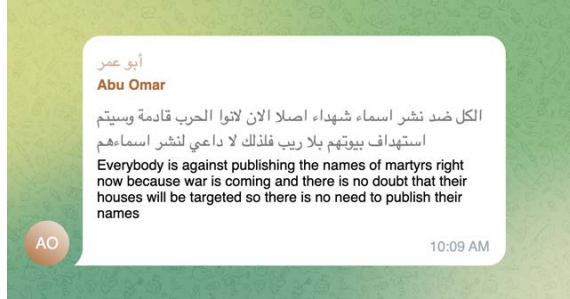 أبو عمر
Abu Omar
الكل ضد نشر اسماء شهداء اصلا الان لانوا الحرب قادمة وسيتم
استهداف بيوتهم بلا ريب فلذلك لا داعي لنشر اسماءهم
Everybody is against publishing the names of martyrs right
now because war is coming and there is no doubt that their
houses will be targeted so there is no need to publish their
names
AO
10:09 AM